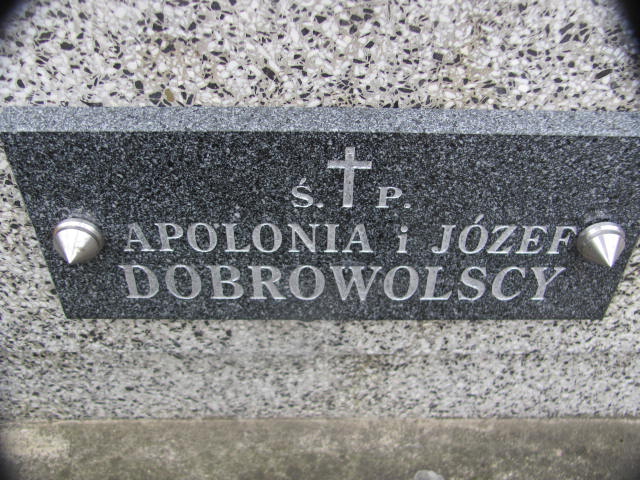 Ś. P.
APOLONIA i JÓZEF
DOBROWOLSCY